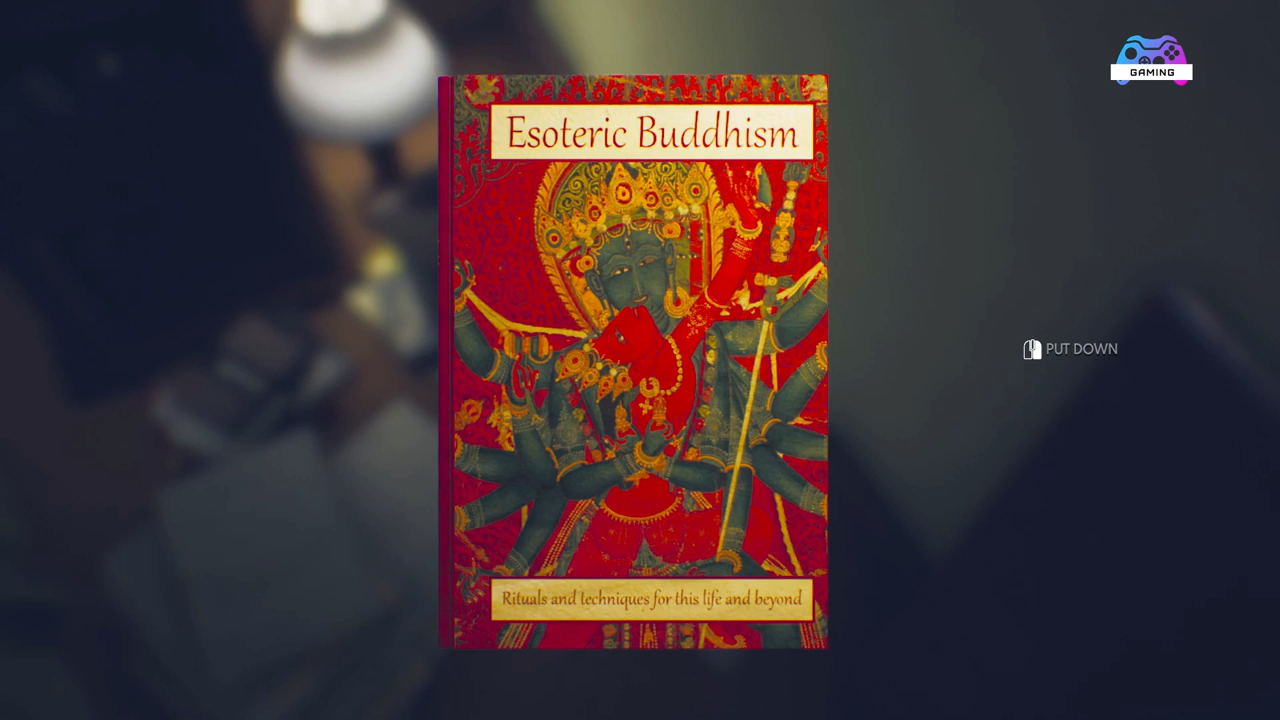 GAMING
Esoteric Buddhism
PUT DOWN
Rituals and techniques for this life and beyond